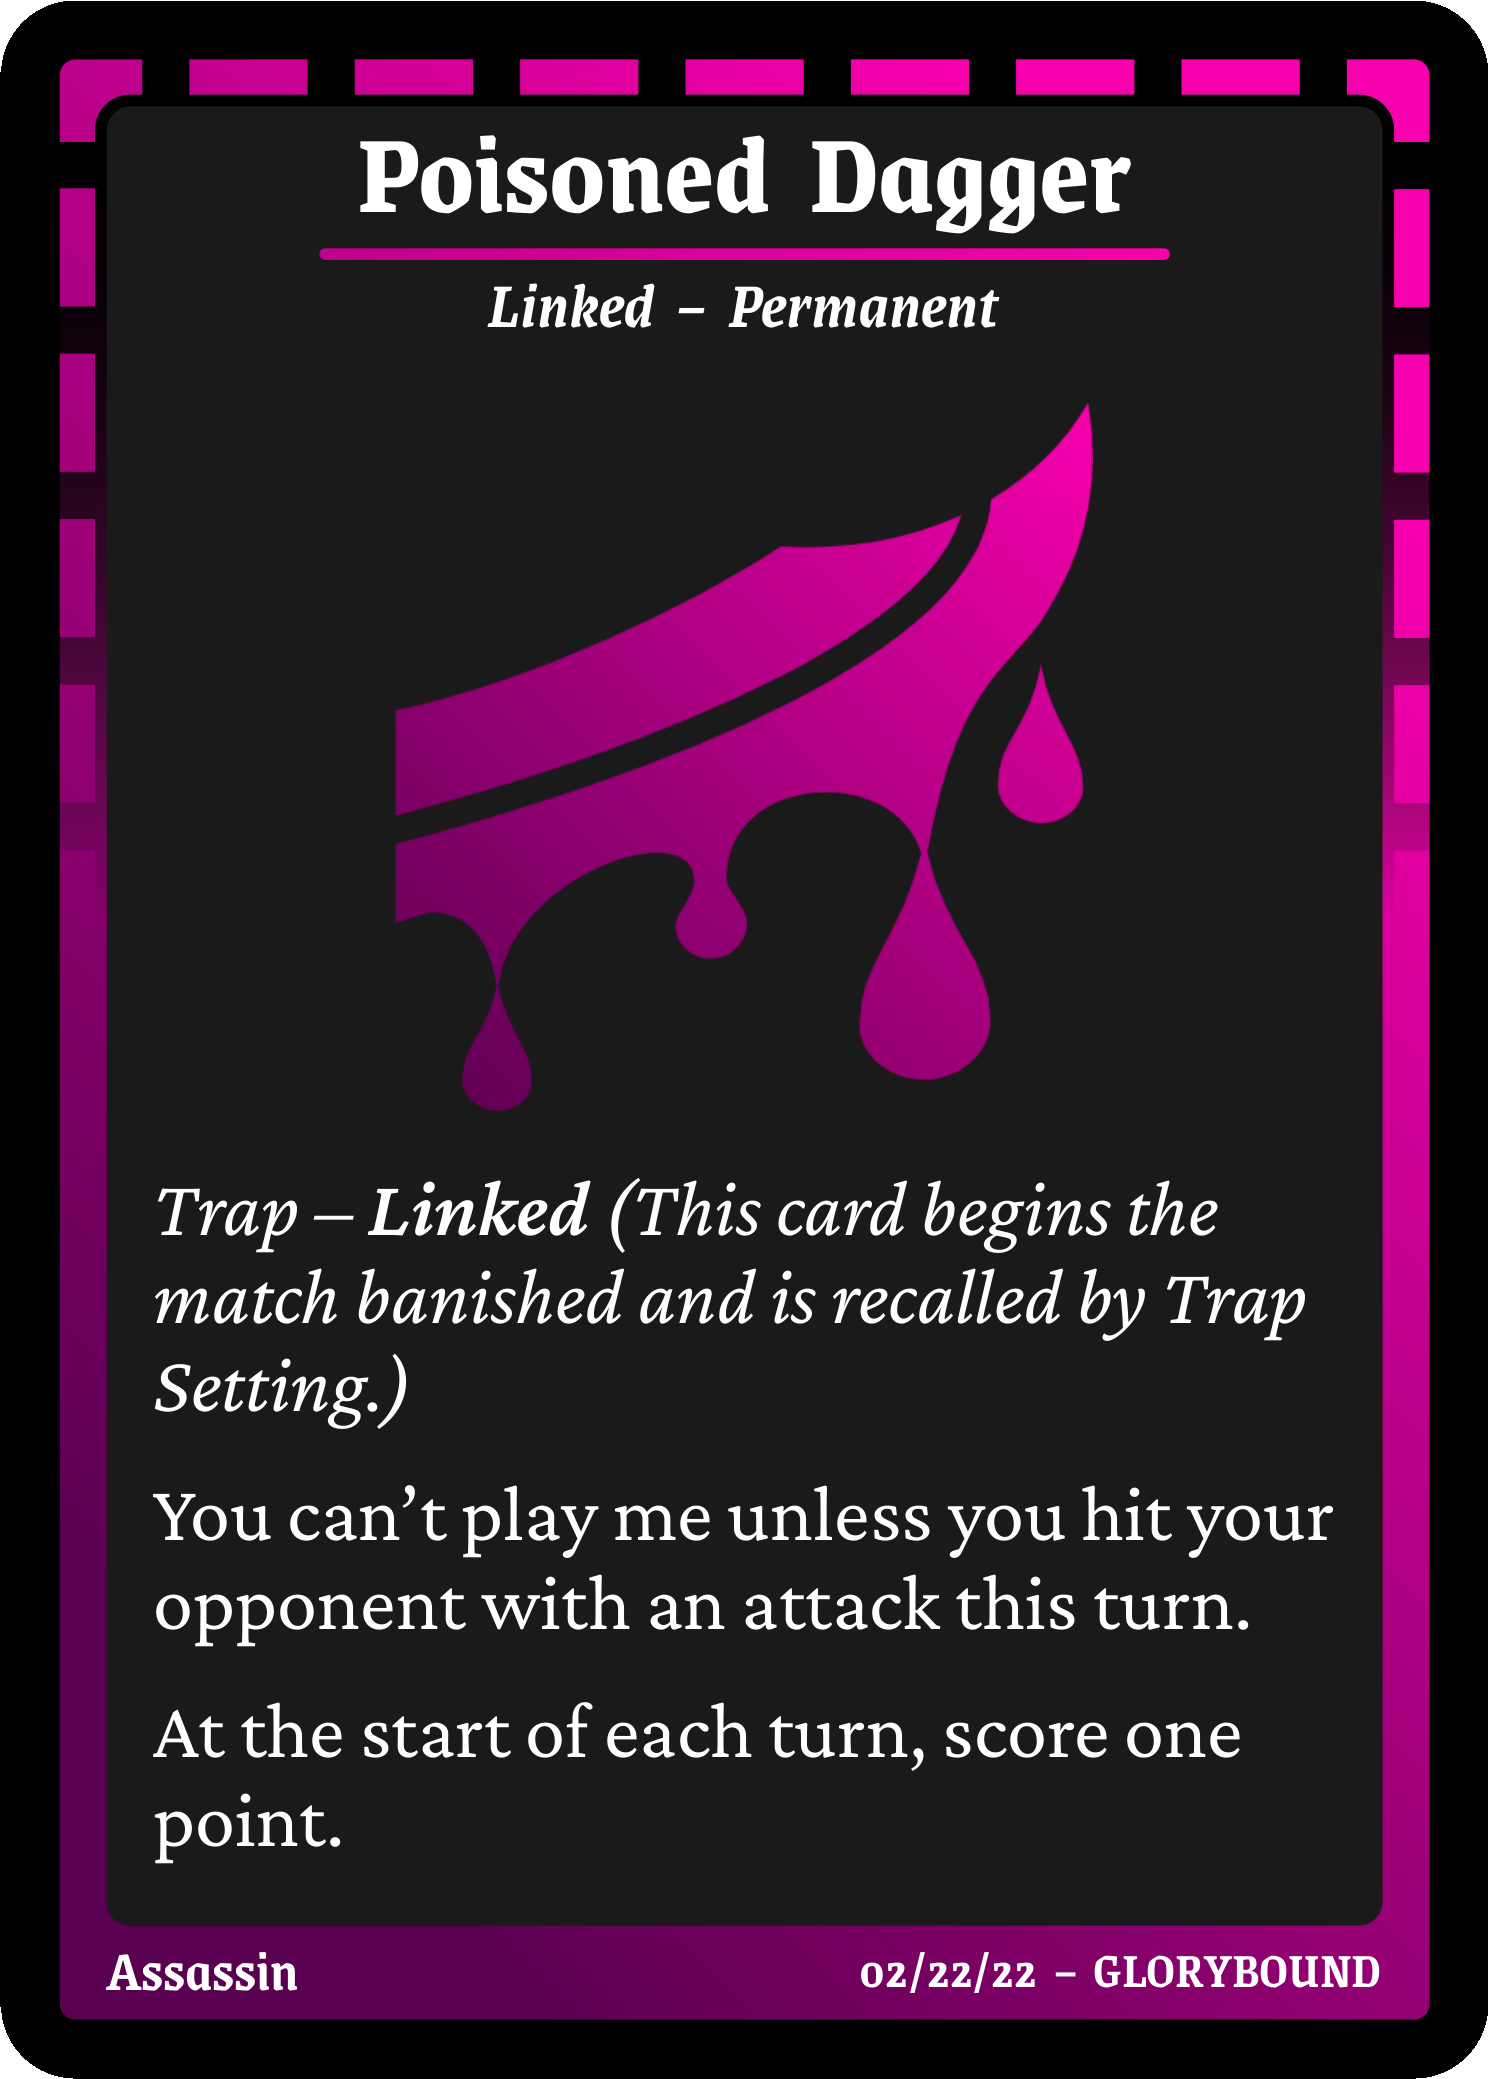 Poisoned Dagger
Linked – Permanent
Trap – Linked (This card begins the
match banished and is recalled by Trap
Setting.)
You can’t play me unless you hit your
opponent with an attack this turn.
At the start of each turn, score one
point.
Assassin
02/22/22 – GLORYBOUND